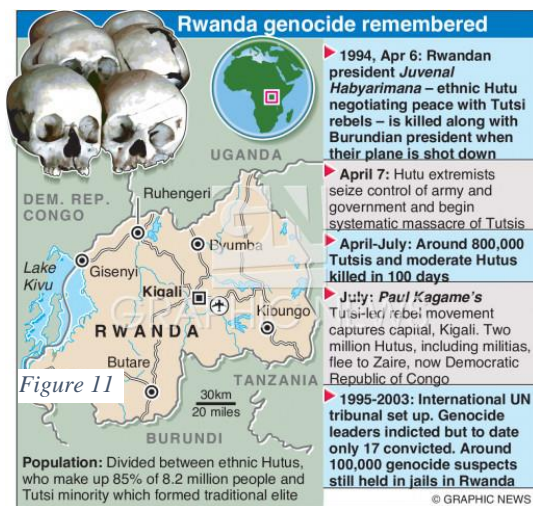 Rwanda genocide remembered
1994, Apr 6: Rwandan
president Juvenal
Habyarimana – ethnic Hutu
negotiating peace with Tutsi
rebels – is killed along with
Burundian president when
their plane is shot down
April 7: Hutu extremists
seize control of army and
government and begin
systematic massacre of Tutsis
April-July: Around 800,000
Tutsis and moderate Hutus
killed in 100 days
July: Paul Kagame's
Tutsi-led rebel movement
captures capital, Kigali. Two
million Hutus, including militias,
flee to Zaire, now Democratic
Republic of Congo
1995-2003: International UN
tribunal set up. Genocide
leaders indicted but to date
only 17 convicted. Around
100,000 genocide suspects
still held in jails in Rwanda
© GRAPHIC NEWS
UGANDA
DEM. REP.
CONGO
Ruhengeri
Byumba
Lake
Kivu
Gisenyi
Kigali
GRAPHIC NEWS
Kibungo
RWANDA
Butare
Figure 11
TANZANIA
30km
20 miles
BURUNDI
Population: Divided between ethnic Hutus,
who make up 85% of 8.2 million people and
Tutsi minority which formed traditional elite